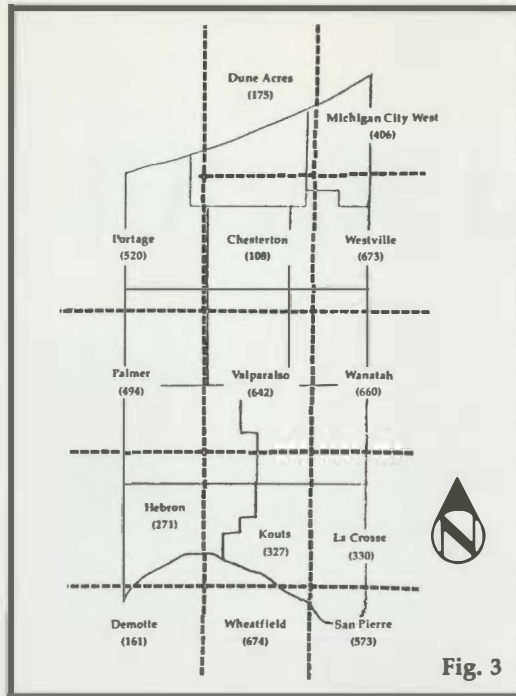 Dune Acres
(175)
Michigan City West
(406)
Portage
(520)
Chesterton
(108)
Westville
(673)
Palmer
(494)
Valparaiso
(642)
Wanatah
(660)
Hebron
(271)
Kouts
(327)
La Crosse
(330)
N
Demotte
(161)
Wheatfield
(674)
San Pierre
(573)
Fig. 3